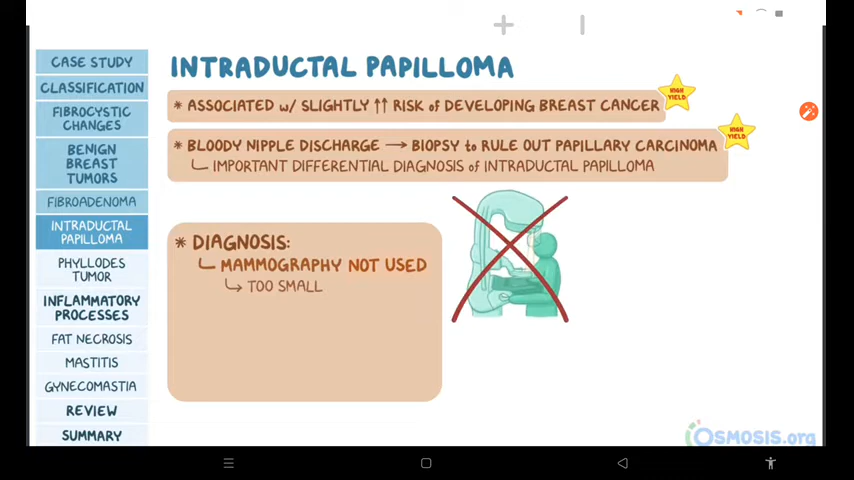 CASE STUDY
CLASSIFICATION
FIBROCYSTIC
CHANGES
BENIGN
BREAST
TUMORS
FIBROADENOMA
INTRADUCTAL
PAPILLOMA
PHYLLODES
TUMOR
INFLAMMATORY
PROCESSES
FAT NECROSIS
MASTITIS
GYNECOMASTIA
REVIEW
SUMMARY
INTRADUCTAL PAPILLOMA
* ASSOCIATED w/ SLIGHTLY ↑↑ RISK of DEVELOPING BREAST CANCER
HIGH
YIELD
* BLOODY NIPPLE DISCHARGE → BIOPSY to RULE OUT PAPILLARY CARCINOMA
HIGH
YIELD
IMPORTANT DIFFERENTIAL DIAGNOSIS of INTRADUCTAL PAPILLOMA
* DIAGNOSIS:
MAMMOGRAPHY NOT USED
↳ TOO SMALL
OSMOSIS.org